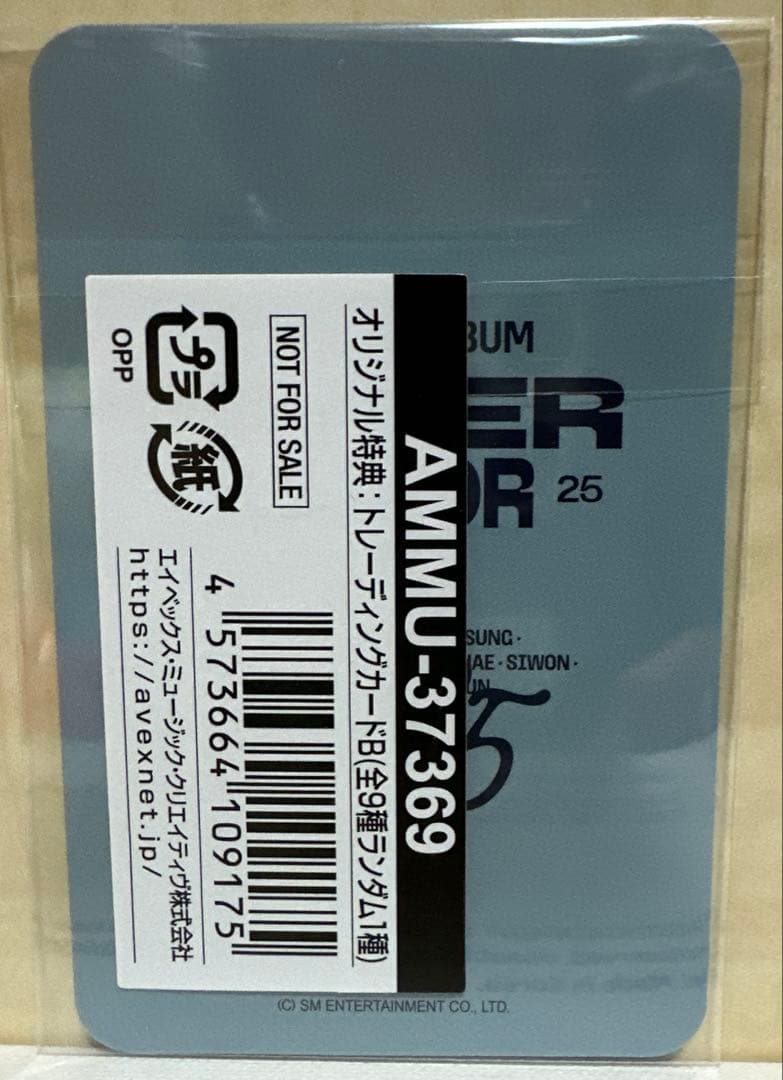 AMMU-37369
オリジナル特典：トレーディングカードB(全9種ランダム1種)
NOT FOR SALE
4 573664 109175
プラ
紙
OPP
エイベックス・ミュージック・クリエイティヴ株式会社
https://avexnet.jp/
BUM
ER
OR 25
SUNG·
HAE·SIWON·
UN
5
(C) SM ENTERTAINMENT CO., LTD.